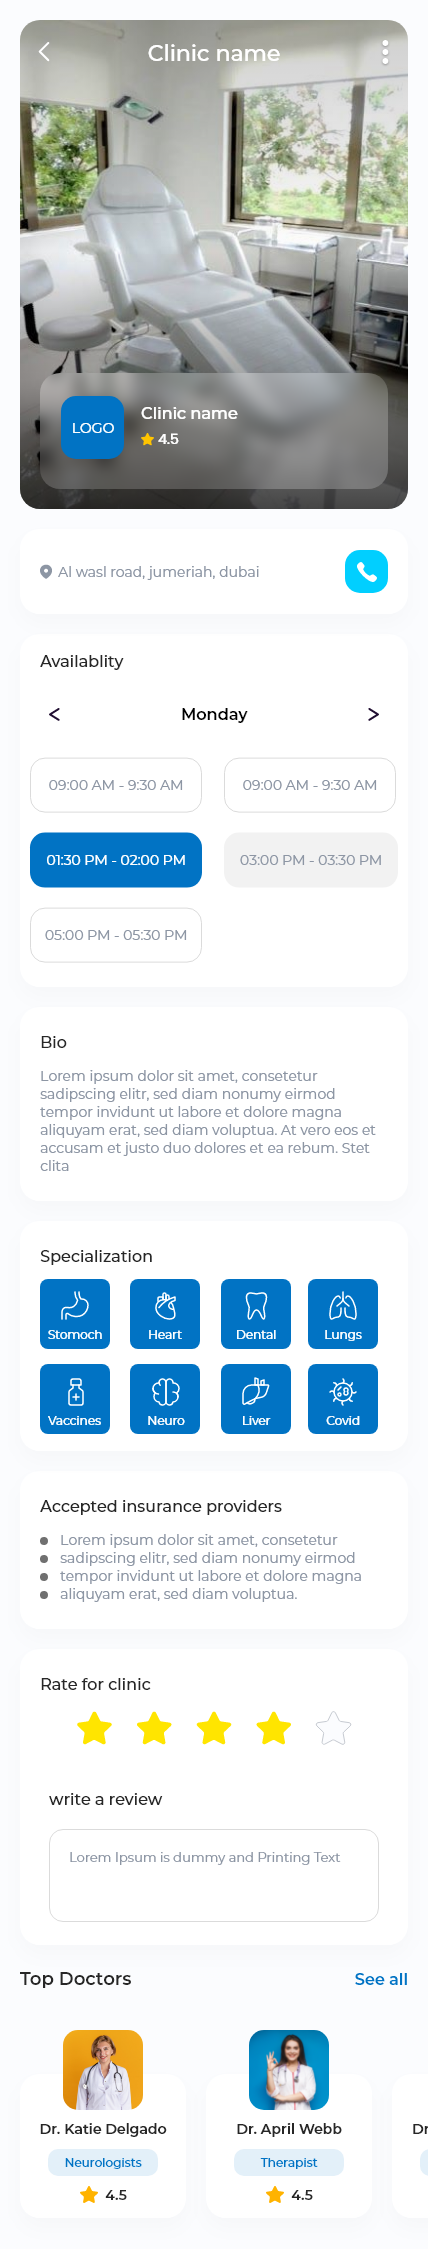 Clinic name
LOGO
Clinic name
4.5
Al wasl road, jumeriah, dubai
Availablity
< Monday >
09:00 AM - 9:30 AM
09:00 AM - 9:30 AM
01:30 PM - 02:00 PM
03:00 PM - 03:30 PM
05:00 PM - 05:30 PM
Bio
Lorem ipsum dolor sit amet, consetetur
sadipscing elitr, sed diam nonumy eirmod
tempor invidunt ut labore et dolore magna
aliquyam erat, sed diam voluptua. At vero eos et
accusam et justo duo dolores et ea rebum. Stet
clita
Specialization
Stomoch
Heart
Dental
Lungs
Vaccines
Neuro
Liver
Covid
Accepted insurance providers
Lorem ipsum dolor sit amet, consetetur
sadipscing elitr, sed diam nonumy eirmod
tempor invidunt ut labore et dolore magna
aliquyam erat, sed diam voluptua.
Rate for clinic
write a review
Lorem Ipsum is dummy and Printing Text
Top Doctors
See all
Dr. Katie Delgado
Neurologists
4.5
Dr. April Webb
Therapist
4.5
Dr